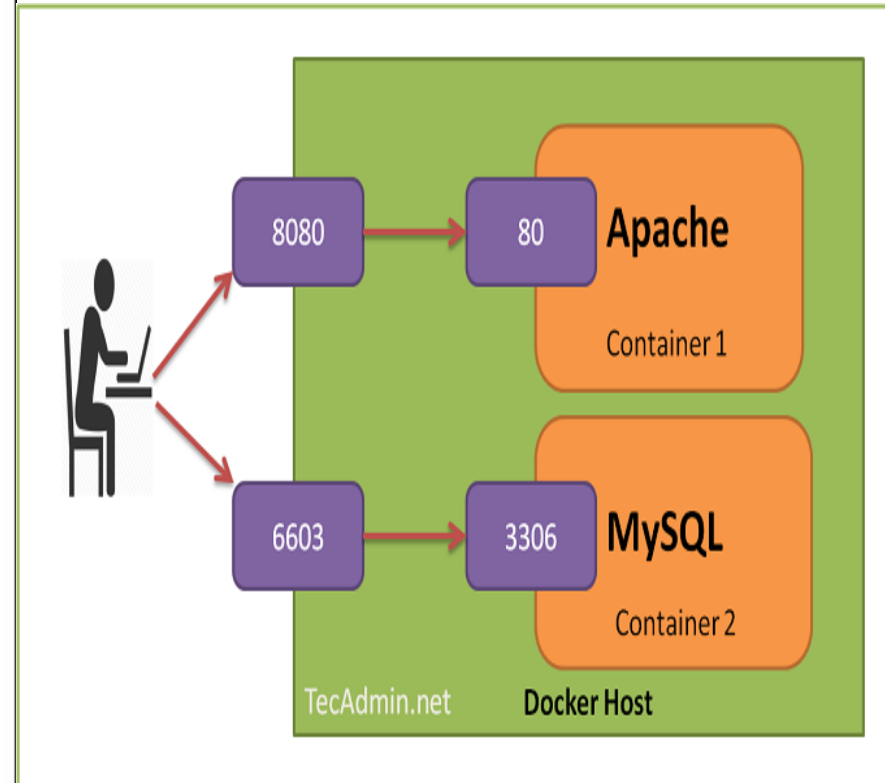 8080
80
Apache
Container 1
6603
3306
MySQL
Container 2
TecAdmin.net
Docker Host